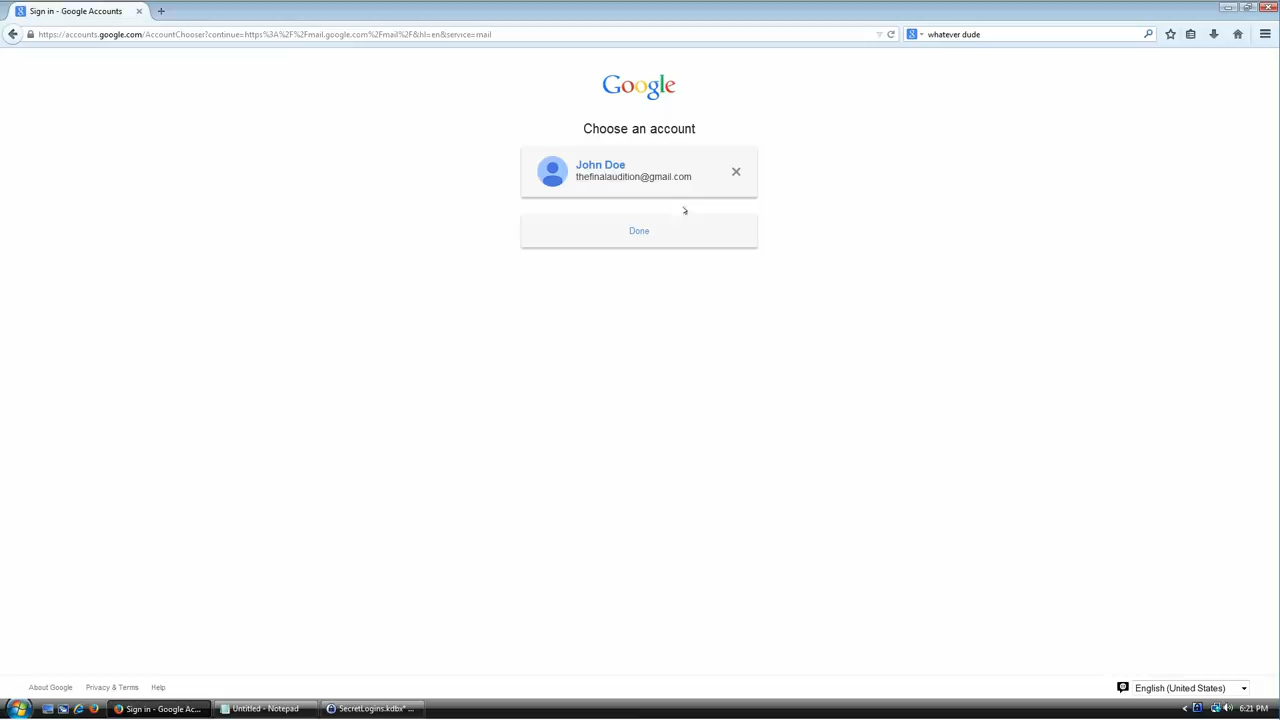 Sign in - Google Accounts
https://accounts.google.com/AccountChooser?continue=https%3A%2F%2Fmail.google.com%2Fmail%2F&hl=en&service=mail
whatever dude
Google
Choose an account
John Doe
thefinalaudition@gmail.com
Done
About Google Privacy & Terms Help
English (United States)
Sign in - Google Ac... Untitled - Notepad SecretLogins.kdbx* ... 6:21 PM